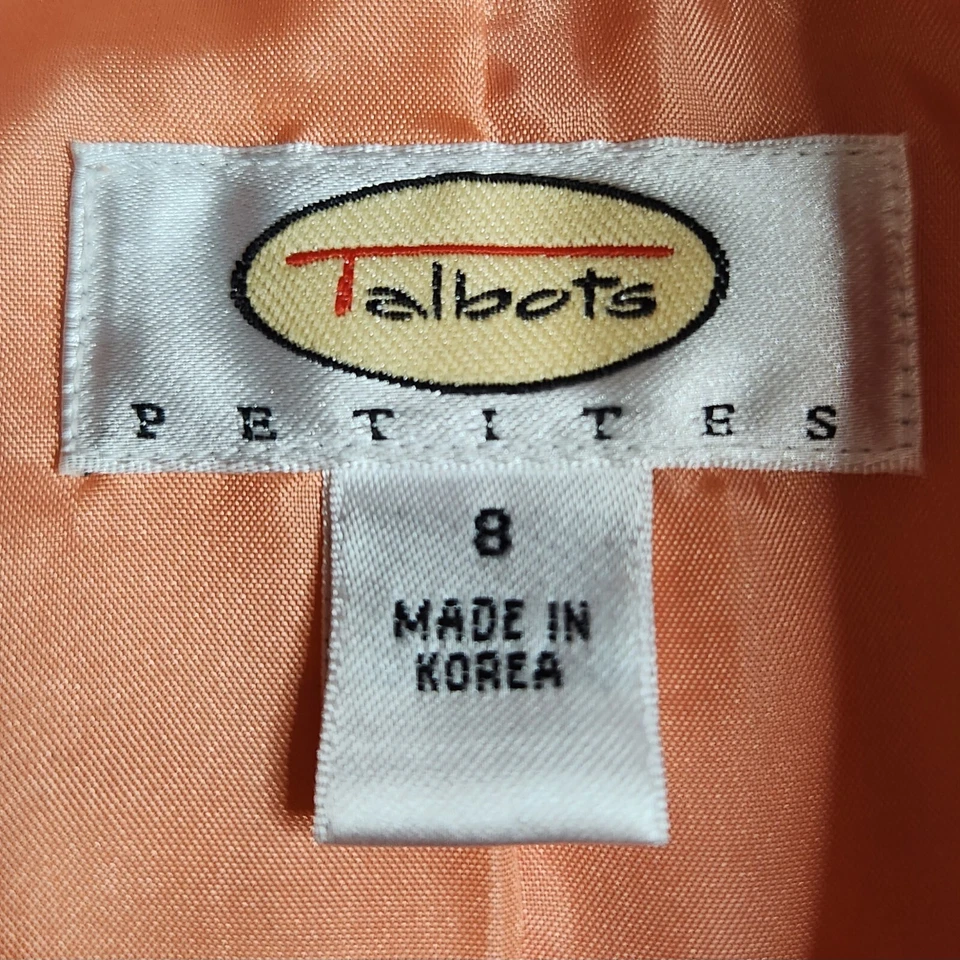 Talbots
PETITES
8
MADE IN
KOREA